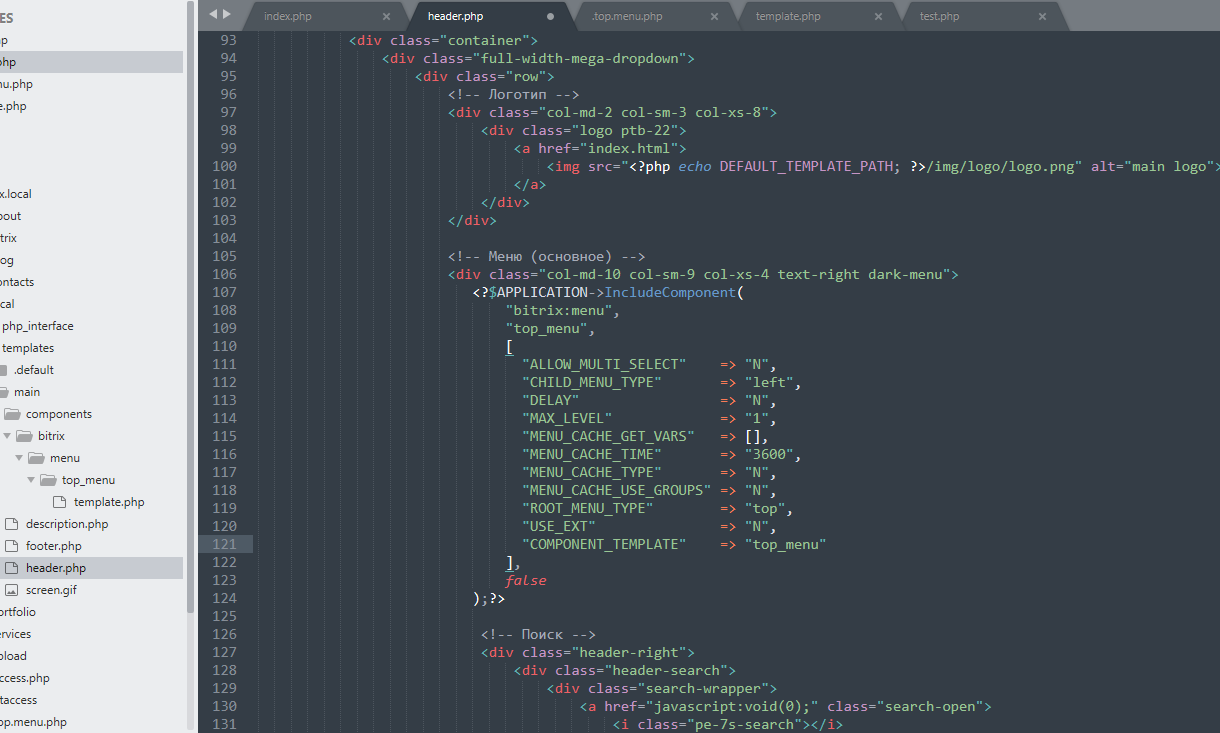 ES
index.php
header.php
.top.menu.php
template.php
test.php
hp
php
nu.php
e.php
x.local
bout
trix
og
ontacts
cal
php_interface
templates
.default
main
components
bitrix
menu
top_menu
template.php
description.php
footer.php
header.php
screen.gif
ortfolio
ervices
pload
ccess.php
taccess
op.menu.php
93 <div class="container">
94 <div class="full-width-mega-dropdown">
95 <div class="row">
96 <!-- Логотип -->
97 <div class="col-md-2 col-sm-3 col-xs-8">
98 <div class="logo ptb-22">
99 <a href="index.html">
100 <img src="<?php echo DEFAULT_TEMPLATE_PATH; ?>/img/logo/logo.png" alt="main logo">
101 </a>
102 </div>
103 </div>
104
105 <!-- Меню (основное) -->
106 <div class="col-md-10 col-sm-9 col-xs-4 text-right dark-menu">
107 <?$APPLICATION->IncludeComponent(
108 "bitrix:menu",
109 "top_menu",
110 [
111 "ALLOW_MULTI_SELECT" => "N",
112 "CHILD_MENU_TYPE" => "left",
113 "DELAY" => "N",
114 "MAX_LEVEL" => "1",
115 "MENU_CACHE_GET_VARS" => [],
116 "MENU_CACHE_TIME" => "3600",
117 "MENU_CACHE_TYPE" => "N",
118 "MENU_CACHE_USE_GROUPS" => "N",
119 "ROOT_MENU_TYPE" => "top",
120 "USE_EXT" => "N",
121 "COMPONENT_TEMPLATE" => "top_menu"
122 ],
123 false
124 );?>
125
126 <!-- Поиск -->
127 <div class="header-right">
128 <div class="header-search">
129 <div class="search-wrapper">
130 <a href="javascript:void(0);" class="search-open">
131 <i class="pe-7s-search"></i>